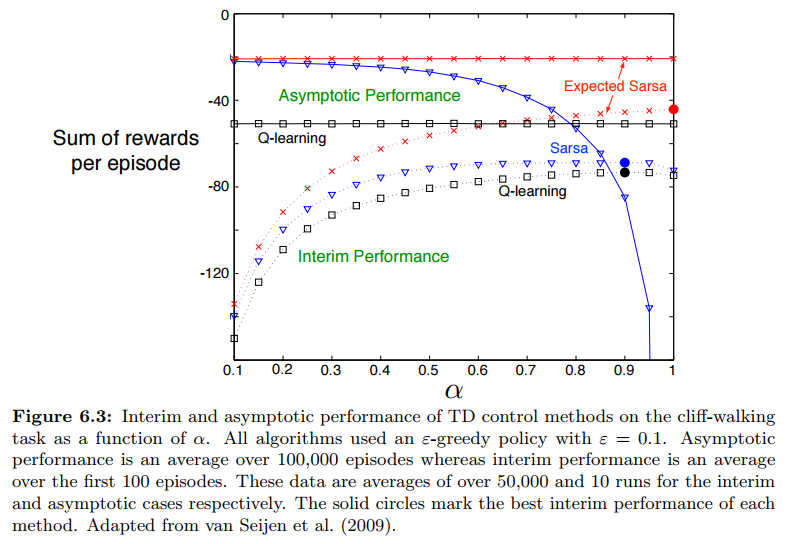 0
-40
-80
-120
Sum of rewards
per episode
Expected Sarsa
Asymptotic Performance
Q-learning
Sarsa
Q-learning
Interim Performance
0.1 0.2 0.3 0.4 0.5 0.6 0.7 0.8 0.9 1
α
Figure 6.3: Interim and asymptotic performance of TD control methods on the cliff-walking
task as a function of α. All algorithms used an ε-greedy policy with ε = 0.1. Asymptotic
performance is an average over 100,000 episodes whereas interim performance is an average
over the first 100 episodes. These data are averages of over 50,000 and 10 runs for the interim
and asymptotic cases respectively. The solid circles mark the best interim performance of each
method. Adapted from van Seijen et al. (2009).